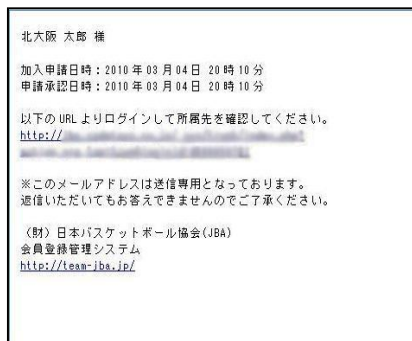 北大阪 太郎 様
加入申請日時：2010 年 03 月 04 日 20 時 10 分
申請承認日時：2010 年 03 月 04 日 20 時 10 分
以下の URL よりログインして所属先を確認してください。
http://
※このメールアドレスは送信専用となっております。
返信いただいてもお答えできませんのでご了承ください。
（財）日本バスケットボール協会(JBA)
会員登録管理システム
http://team-jba.jp/